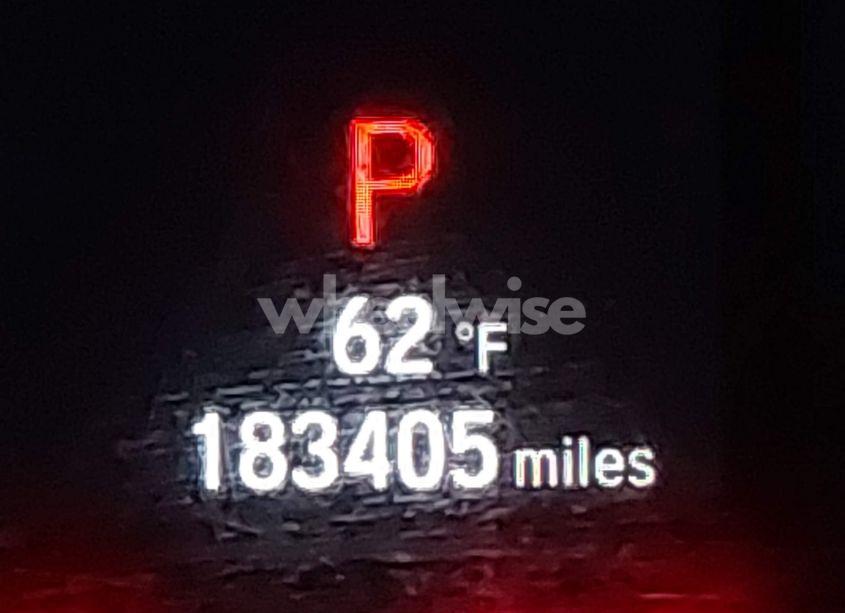 P
wheelwise
62 °F
183405 miles